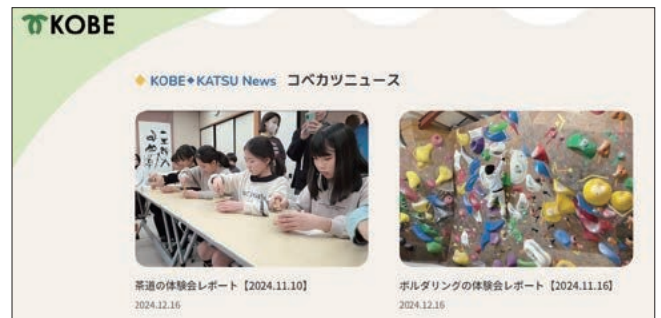 KOBE
KOBE◆KATSU News コベカツニュース
茶道の体験会レポート【2024.11.10】
2024.12.16
ボルダリングの体験会レポート【2024.11.16】
2024.12.16